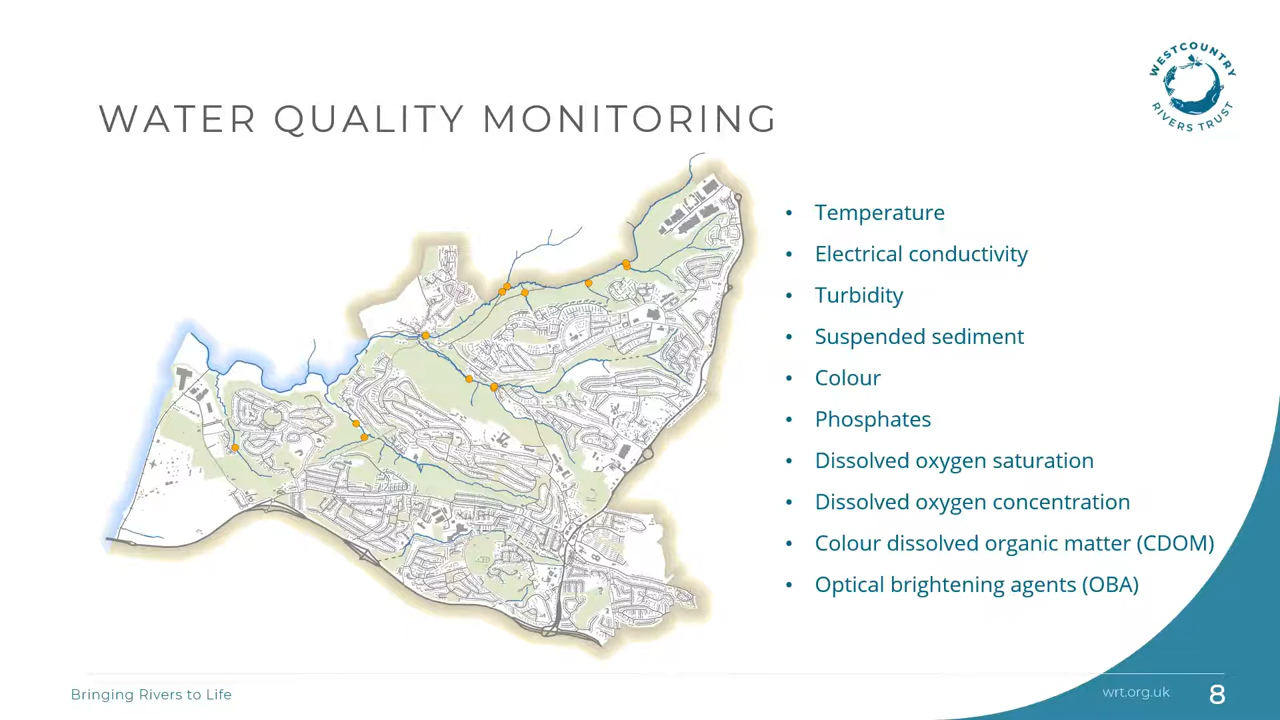 WESTCOUNTRY
RIVERS TRUST
WATER QUALITY MONITORING
• Temperature
• Electrical conductivity
• Turbidity
• Suspended sediment
• Colour
• Phosphates
• Dissolved oxygen saturation
• Dissolved oxygen concentration
• Colour dissolved organic matter (CDOM)
• Optical brightening agents (OBA)
Bringing Rivers to Life
wrt.org.uk
8